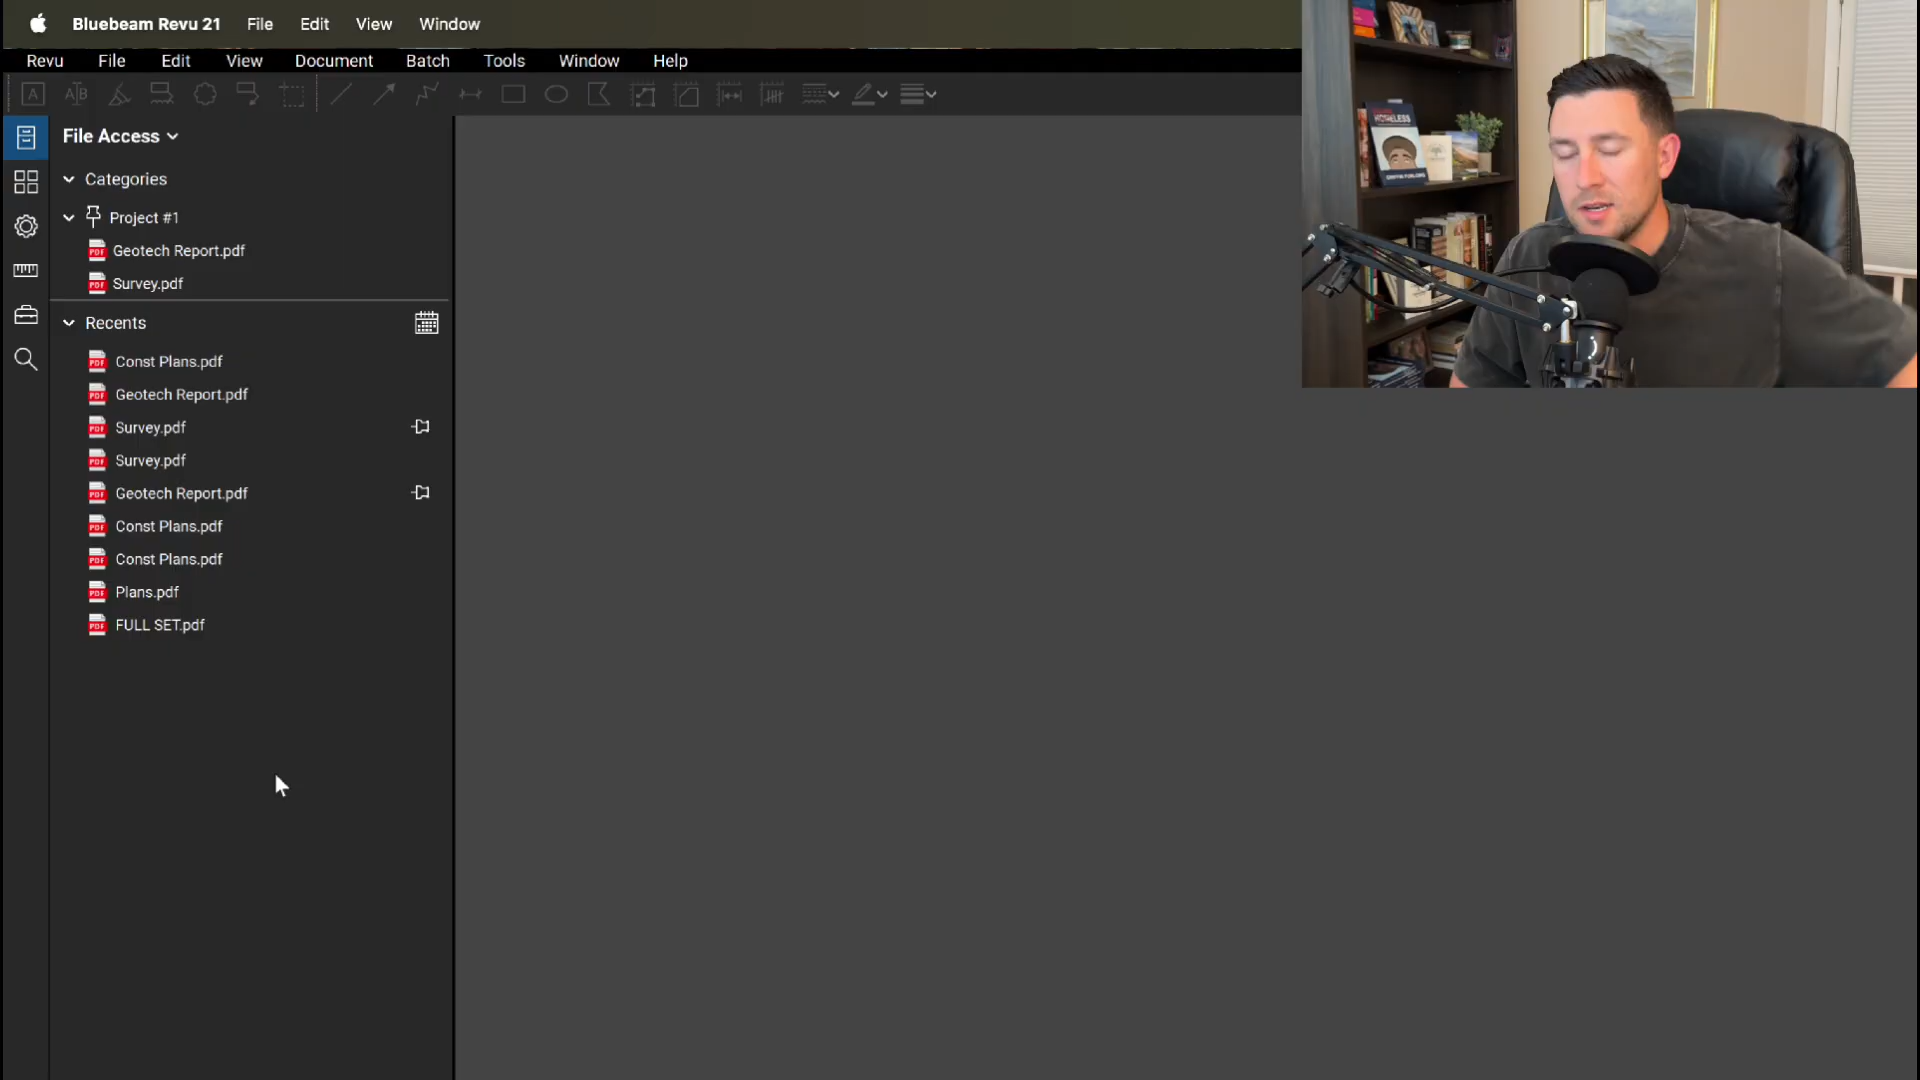 Bluebeam Revu 21 File Edit View Window
Revu File Edit View Document Batch Tools Window Help
File Access
Categories
Project #1
Geotech Report.pdf
Survey.pdf
Recents
Const Plans.pdf
Geotech Report.pdf
Survey.pdf
Survey.pdf
Geotech Report.pdf
Const Plans.pdf
Const Plans.pdf
Plans.pdf
FULL SET.pdf
HOMELESS